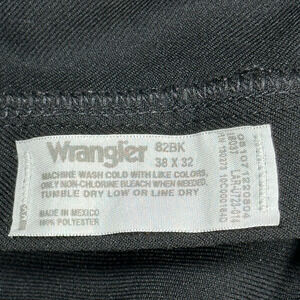 Wrangler
82BK
38 X 32
MACHINE WASH COLD WITH LIKE COLORS,
ONLY NON-CHLORINE BLEACH WHEN NEEDED.
TUMBLE DRY LOW OR LINE DRY
MADE IN MEXICO
100% POLYESTER